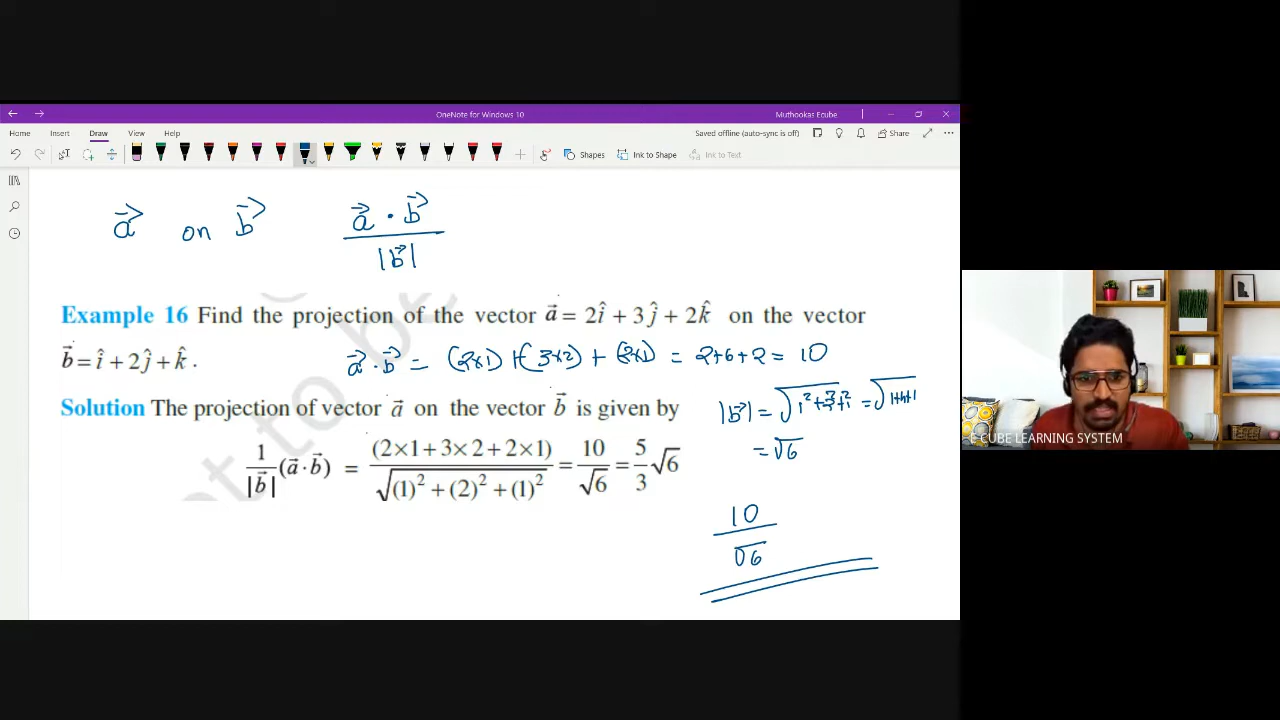 OneNote for Windows 10
Muthookas Ecube
Home Insert Draw View Help
Saved offline (auto-sync is off) Share
Shapes Ink to Shape Ink to Text
a⃗ on b⃗ a⃗ · b⃗ / |b⃗|
Example 16 Find the projection of the vector a⃗ = 2î + 3ĵ + 2k̂ on the vector
b⃗ = î + 2ĵ + k̂ .
a⃗ · b⃗ = (2×1) + (3×2) + (2×1) = 2+6+2 = 10
Solution The projection of vector a⃗ on the vector b⃗ is given by
1/|b⃗| (a⃗ · b⃗) = (2×1 + 3×2 + 2×1) / √((1)² + (2)² + (1)²) = 10/√6 = 5/3 √6
|b⃗| = √(1²+2²+1²) = √(1+4+1)
= √6
10
√6
E CUBE LEARNING SYSTEM